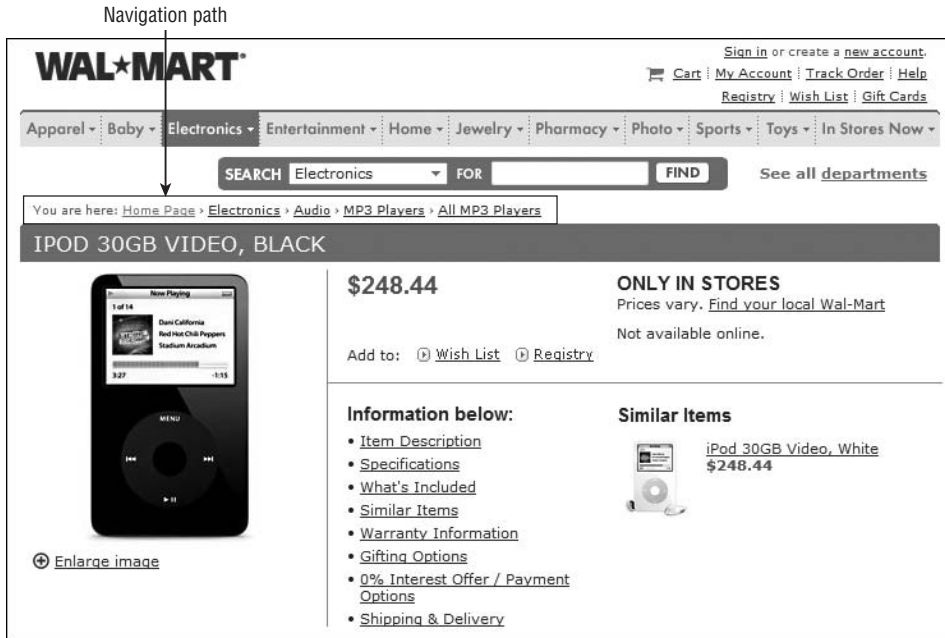 Navigation path
WAL★MART®
Sign in or create a new account.
Cart | My Account | Track Order | Help
Registry | Wish List | Gift Cards
Apparel Baby Electronics Entertainment Home Jewelry Pharmacy Photo Sports Toys In Stores Now
SEARCH Electronics FOR FIND See all departments
You are here: Home Page › Electronics › Audio › MP3 Players › All MP3 Players
IPOD 30GB VIDEO, BLACK
Now Playing
1 of 14
Dani California
Red Hot Chili Peppers
Stadium Arcadium
3:27 -1:15
MENU
Enlarge image
$248.44
Add to: Wish List Registry
ONLY IN STORES
Prices vary. Find your local Wal-Mart
Not available online.
Information below:
• Item Description
• Specifications
• What's Included
• Similar Items
• Warranty Information
• Gifting Options
• 0% Interest Offer / Payment
Options
• Shipping & Delivery
Similar Items
iPod 30GB Video, White
$248.44